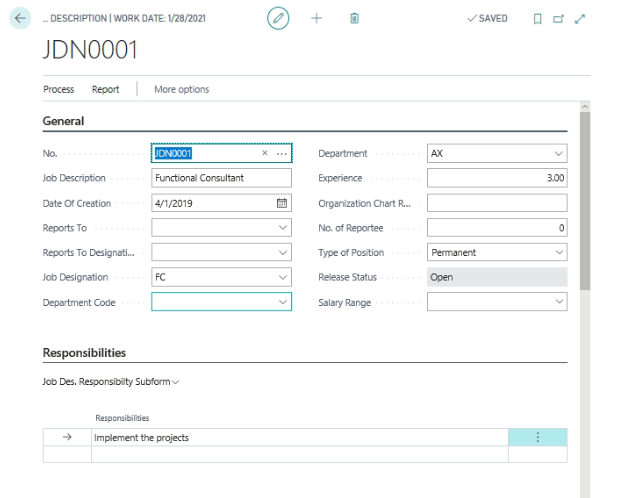 ... DESCRIPTION | WORK DATE: 1/28/2021
SAVED
JDN0001
Process Report More options
General
No. JDN0001
Department AX
Job Description Functional Consultant
Experience 3.00
Date Of Creation 4/1/2019
Organization Chart R...
Reports To
No. of Reportee 0
Reports To Designati...
Type of Position Permanent
Job Designation FC
Release Status Open
Department Code
Salary Range
Responsibilities
Job Des. Responsibilty Subform
Responsibilities
Implement the projects